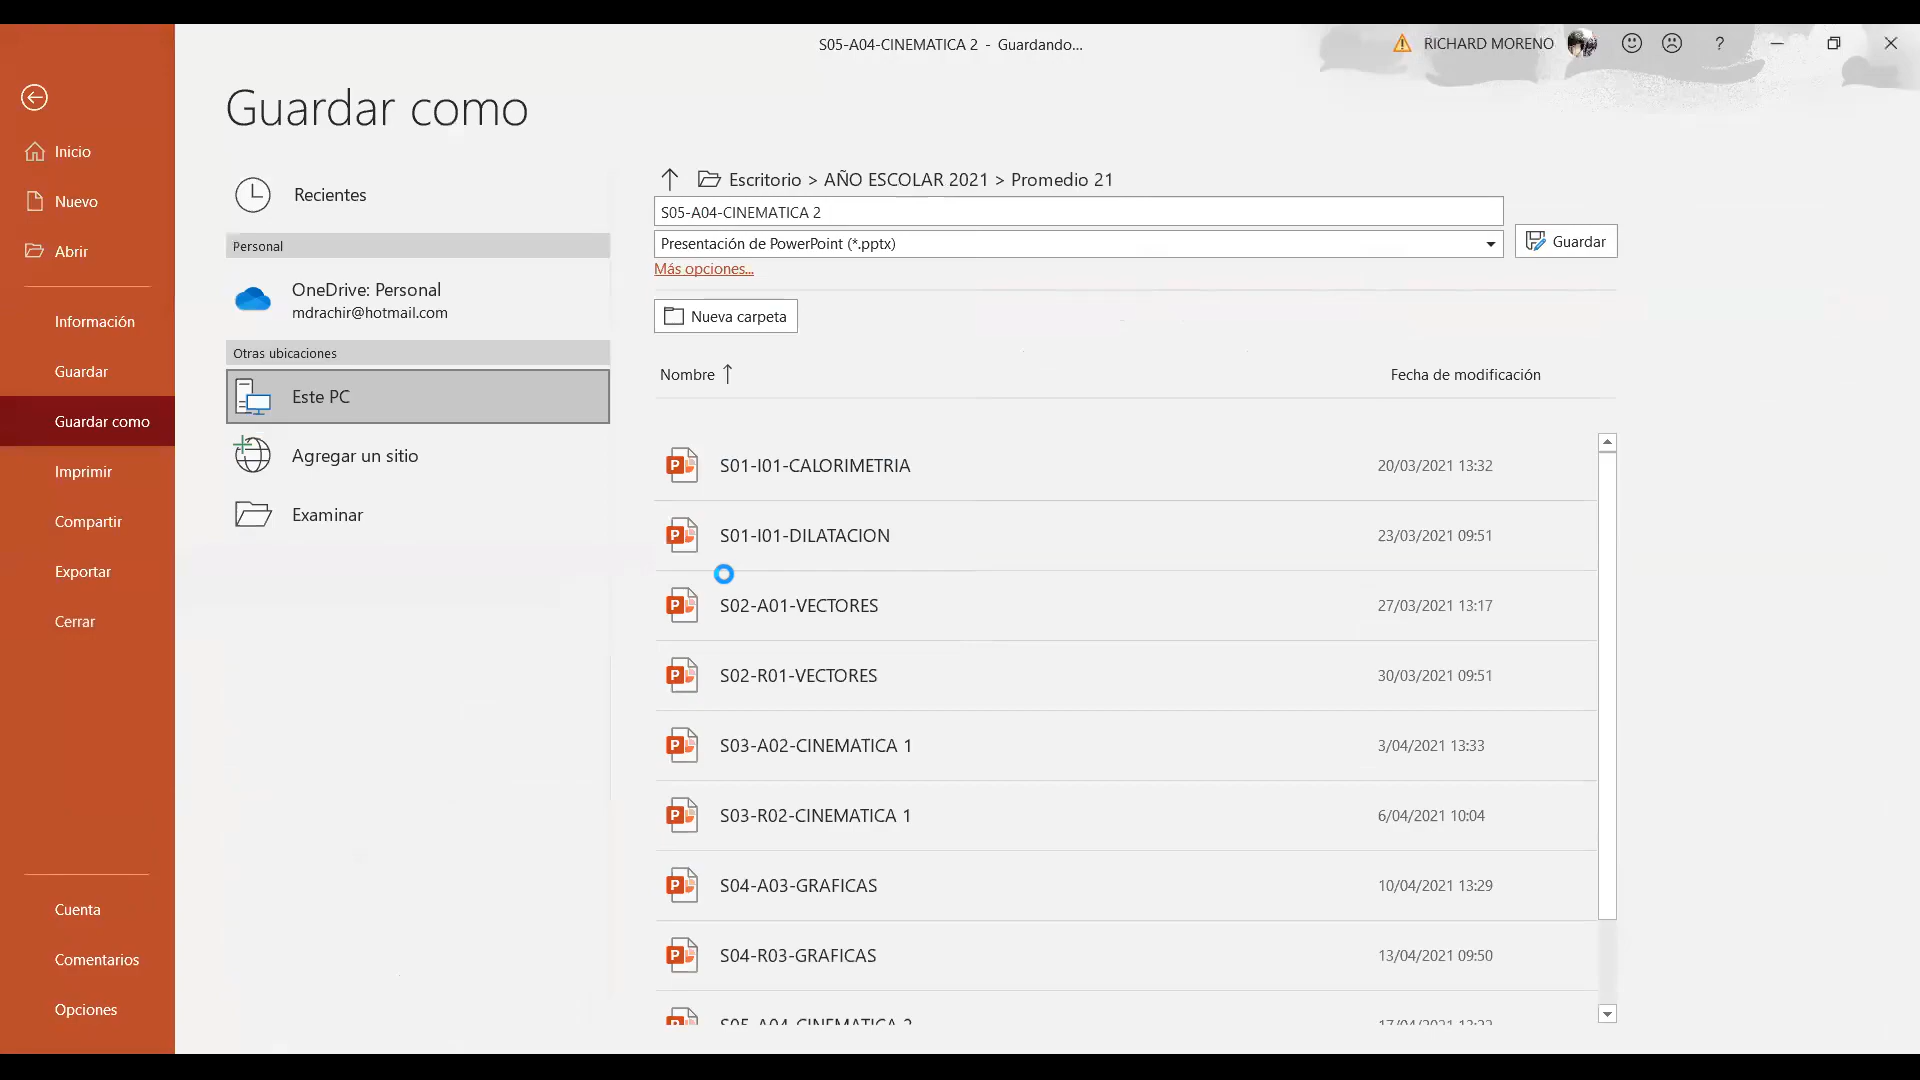 S05-A04-CINEMATICA 2 - Guardando...
RICHARD MORENO
?
Guardar como
Inicio
Nuevo
Abrir
Información
Guardar
Guardar como
Imprimir
Compartir
Exportar
Cerrar
Cuenta
Comentarios
Opciones
Recientes
Personal
OneDrive: Personal
mdrachir@hotmail.com
Otras ubicaciones
Este PC
Agregar un sitio
Examinar
Escritorio > AÑO ESCOLAR 2021 > Promedio 21
S05-A04-CINEMATICA 2
Presentación de PowerPoint (*.pptx)
Guardar
Más opciones...
Nueva carpeta
Nombre Fecha de modificación
S01-I01-CALORIMETRIA 20/03/2021 13:32
S01-I01-DILATACION 23/03/2021 09:51
S02-A01-VECTORES 27/03/2021 13:17
S02-R01-VECTORES 30/03/2021 09:51
S03-A02-CINEMATICA 1 3/04/2021 13:33
S03-R02-CINEMATICA 1 6/04/2021 10:04
S04-A03-GRAFICAS 10/04/2021 13:29
S04-R03-GRAFICAS 13/04/2021 09:50
S05-A04-CINEMATICA 2